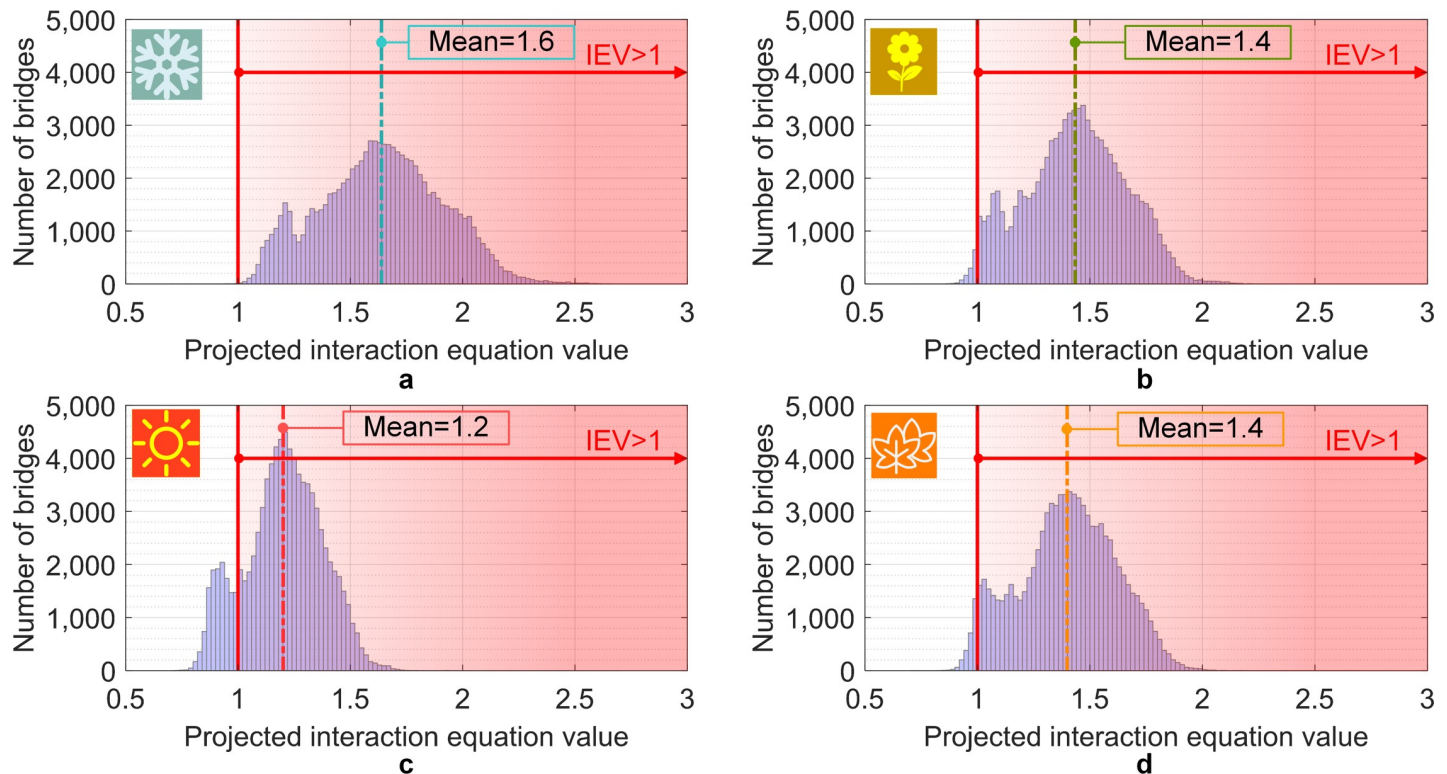 5,000
4,000
3,000
2,000
1,000
0
Number of bridges
Mean=1.6
IEV>1
0.5 1 1.5 2 2.5 3
Projected interaction equation value
a
5,000
4,000
3,000
2,000
1,000
0
Number of bridges
Mean=1.4
IEV>1
0.5 1 1.5 2 2.5 3
Projected interaction equation value
b
5,000
4,000
3,000
2,000
1,000
0
Number of bridges
Mean=1.2
IEV>1
0.5 1 1.5 2 2.5 3
Projected interaction equation value
c
5,000
4,000
3,000
2,000
1,000
0
Number of bridges
Mean=1.4
IEV>1
0.5 1 1.5 2 2.5 3
Projected interaction equation value
d